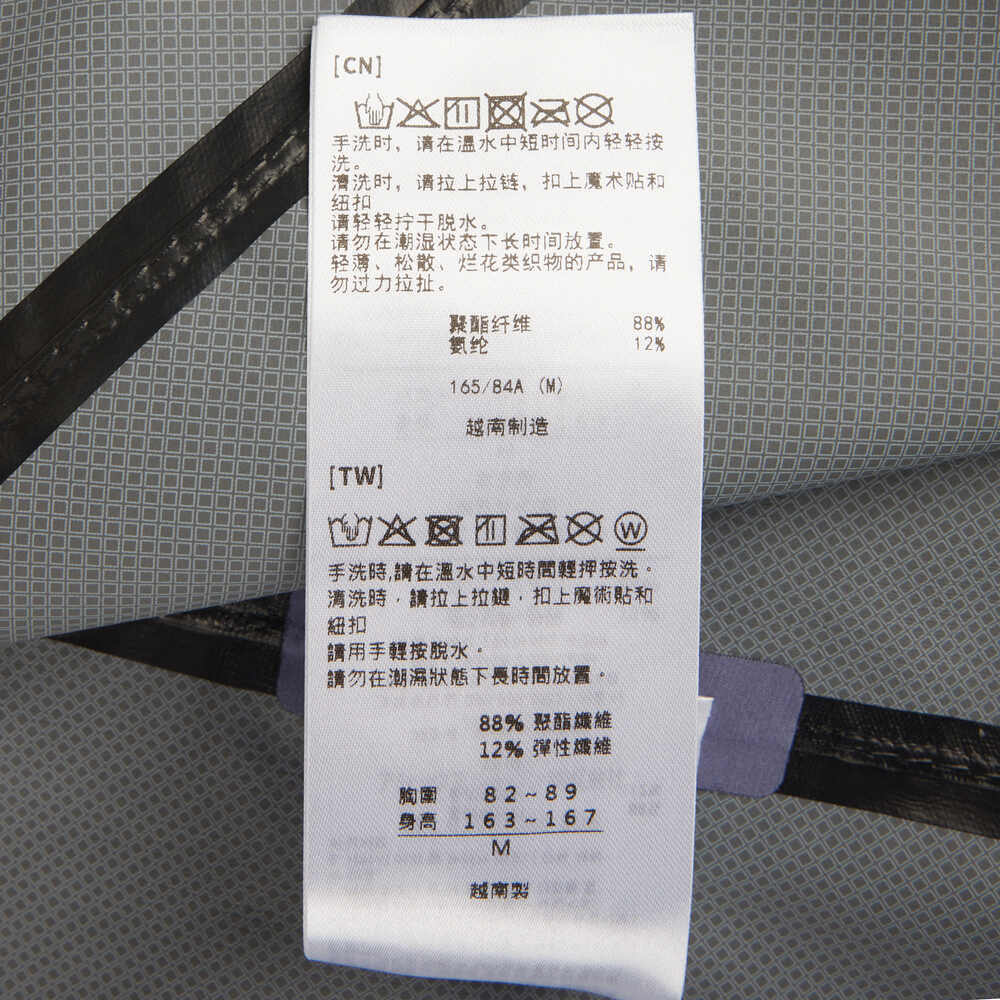 [CN]
手洗时，请在温水中短时间内轻轻按
洗。
清洗时，请拉上拉链，扣上魔术贴和
纽扣
请轻轻拧干脱水。
请勿在潮湿状态下长时间放置。
轻薄、松散、烂花类织物的产品，请
勿过力拉扯。
聚酯纤维 88%
氨纶 12%
165/84A (M)
越南制造
[TW]
W
手洗時,請在溫水中短時間輕押按洗。
清洗時，請拉上拉鏈，扣上魔術貼和
紐扣
請用手輕按脫水。
請勿在潮濕狀態下長時間放置。
88% 聚酯纖維
12% 彈性纖維
胸圍 82~89
身高 163~167
M
越南製